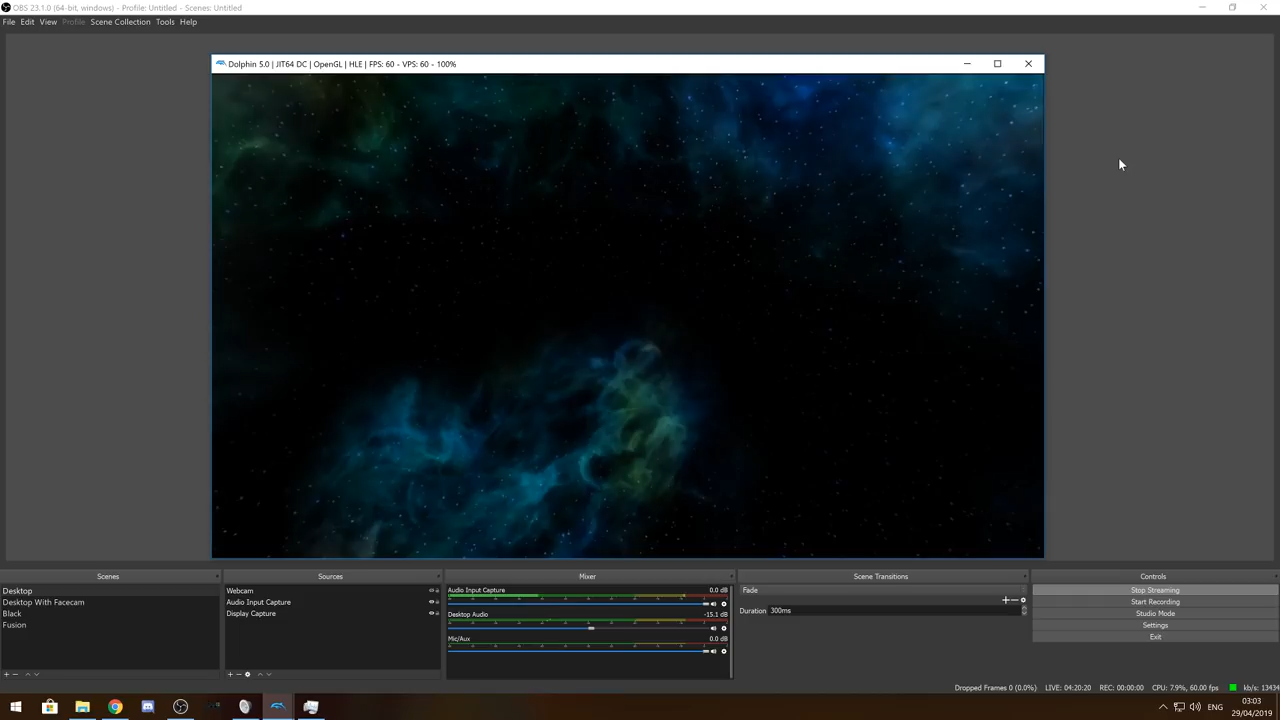 OBS 23.1.0 (64-bit, windows) - Profile: Untitled - Scenes: Untitled
File Edit View Profile Scene Collection Tools Help
Dolphin 5.0 | JIT64 DC | OpenGL | HLE | FPS: 60 - VPS: 60 - 100%
Scenes Sources Mixer Scene Transitions Controls
Desktop
Desktop With Facecam
Black
Fusion
Webcam
Audio Input Capture
Display Capture
Audio Input Capture 0.0 dB
Desktop Audio -15.1 dB
Mic/Aux 0.0 dB
Fade
Duration 300ms
Stop Streaming
Start Recording
Studio Mode
Settings
Exit
Dropped Frames 0 (0.0%) LIVE: 04:20:20 REC: 00:00:00 CPU: 7.9%, 60.00 fps kb/s: 13434
ENG
03:03
29/04/2019